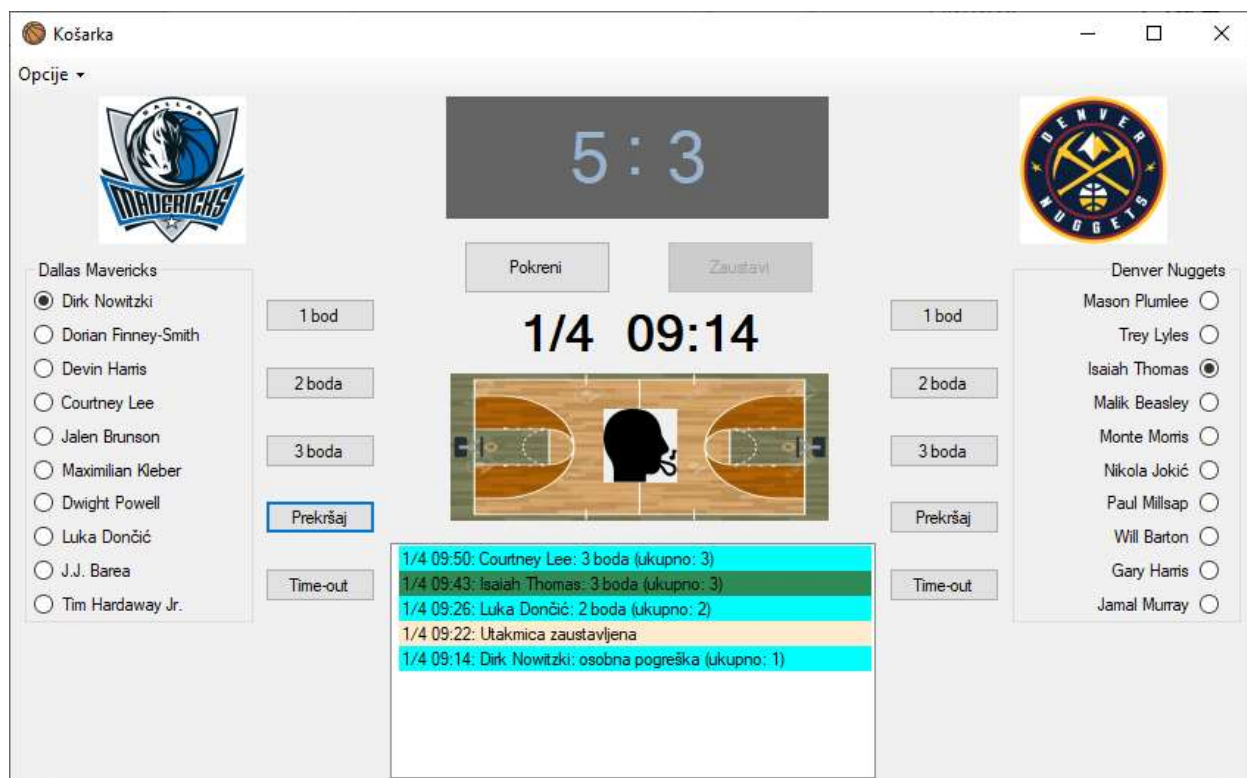 Košarka
Opcije
DALLAS
MAVERICKS
5 : 3
DENVER
NUGGETS
Pokreni
Zaustavi
1/4 09:14
Dallas Mavericks
Dirk Nowitzki
Dorian Finney-Smith
Devin Harris
Courtney Lee
Jalen Brunson
Maximilian Kleber
Dwight Powell
Luka Dončić
J.J. Barea
Tim Hardaway Jr.
1 bod
2 boda
3 boda
Prekršaj
Time-out
1/4 09:50: Courtney Lee: 3 boda (ukupno: 3)
1/4 09:43: Isaiah Thomas: 3 boda (ukupno: 3)
1/4 09:26: Luka Dončić: 2 boda (ukupno: 2)
1/4 09:22: Utakmica zaustavljena
1/4 09:14: Dirk Nowitzki: osobna pogreška (ukupno: 1)
1 bod
2 boda
3 boda
Prekršaj
Time-out
Denver Nuggets
Mason Plumlee
Trey Lyles
Isaiah Thomas
Malik Beasley
Monte Morris
Nikola Jokić
Paul Millsap
Will Barton
Gary Harris
Jamal Murray